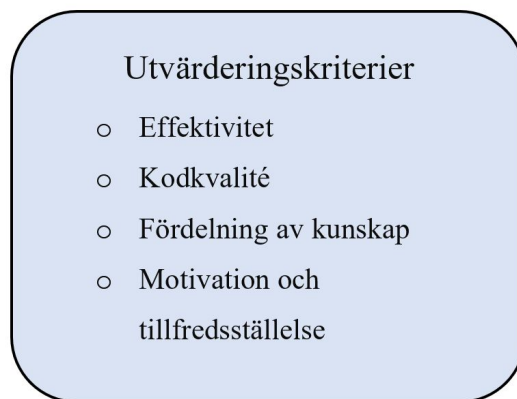 Utvärderingskriterier
o Effektivitet
o Kodkvalité
o Fördelning av kunskap
o Motivation och
tillfredsställelse